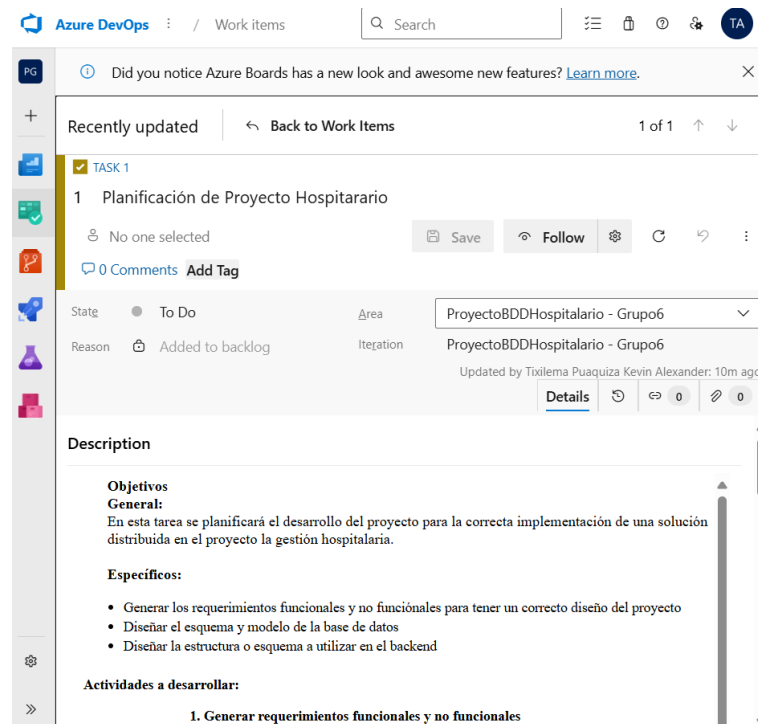 Azure DevOps / Work items Search TA
PG Did you notice Azure Boards has a new look and awesome new features? Learn more.
Recently updated Back to Work Items 1 of 1
TASK 1
1 Planificación de Proyecto Hospitarario
No one selected Save Follow
0 Comments Add Tag
State To Do Area ProyectoBDDHospitalario - Grupo6
Reason Added to backlog Iteration ProyectoBDDHospitalario - Grupo6
Updated by Tixilema Puaquiza Kevin Alexander: 10m ago
Details 0 0
Description
Objetivos
General:
En esta tarea se planificará el desarrollo del proyecto para la correcta implementación de una solución
distribuida en el proyecto la gestión hospitalaria.
Específicos:
• Generar los requerimientos funcionales y no funciónales para tener un correcto diseño del proyecto
• Diseñar el esquema y modelo de la base de datos
• Diseñar la estructura o esquema a utilizar en el backend
Actividades a desarrollar:
1. Generar requerimientos funcionales y no funcionales